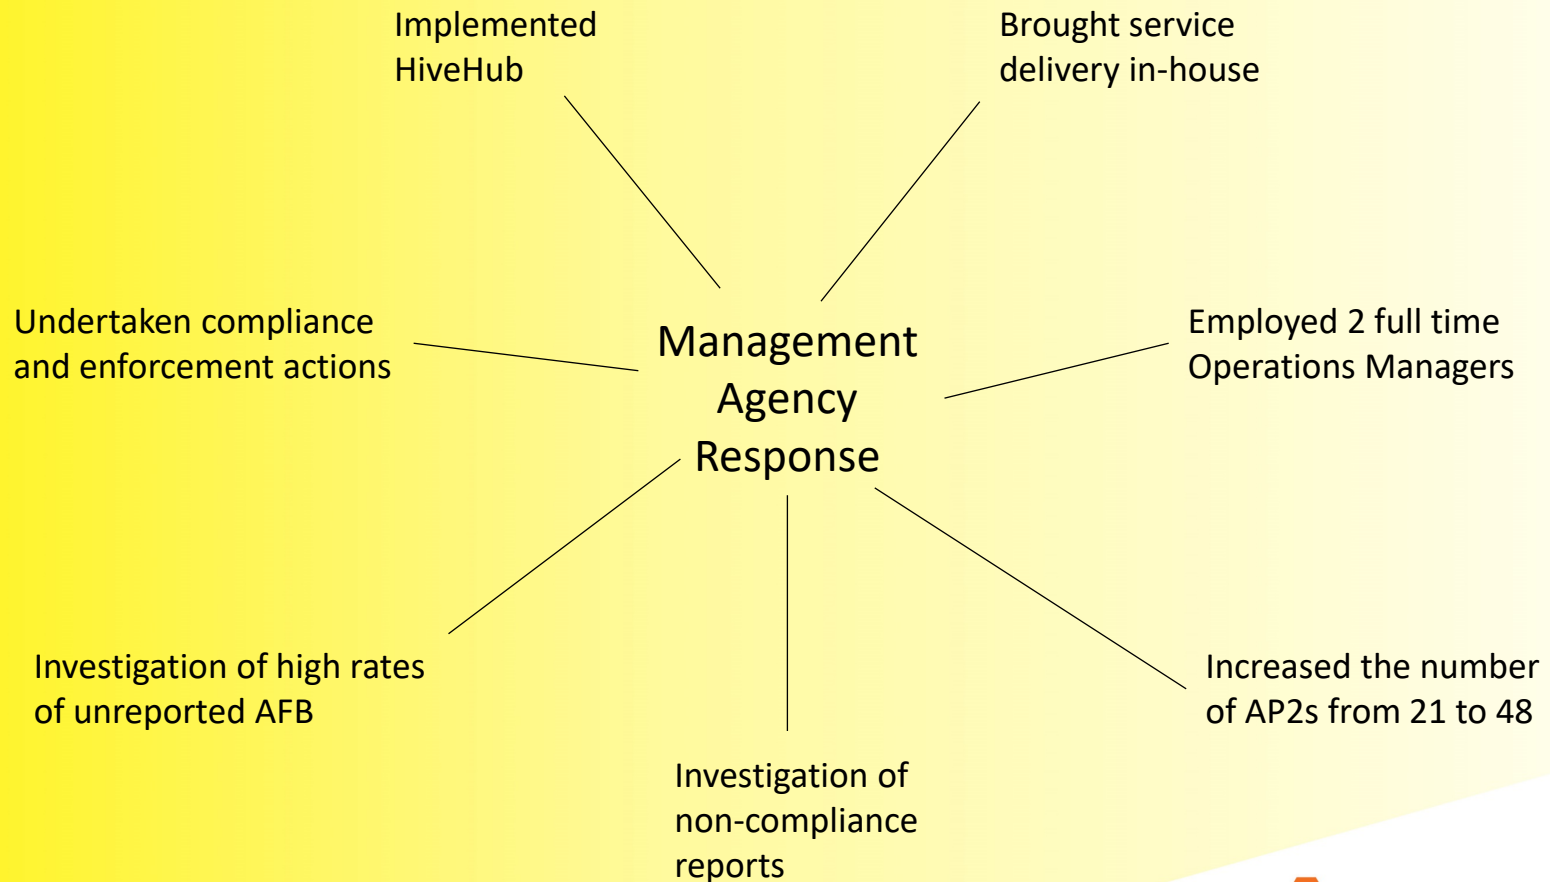 Implemented
HiveHub
Brought service
delivery in-house
Undertaken compliance
and enforcement actions
Management
Agency
Response
Employed 2 full time
Operations Managers
Investigation of high rates
of unreported AFB
Increased the number
of AP2s from 21 to 48
Investigation of
non-compliance
reports